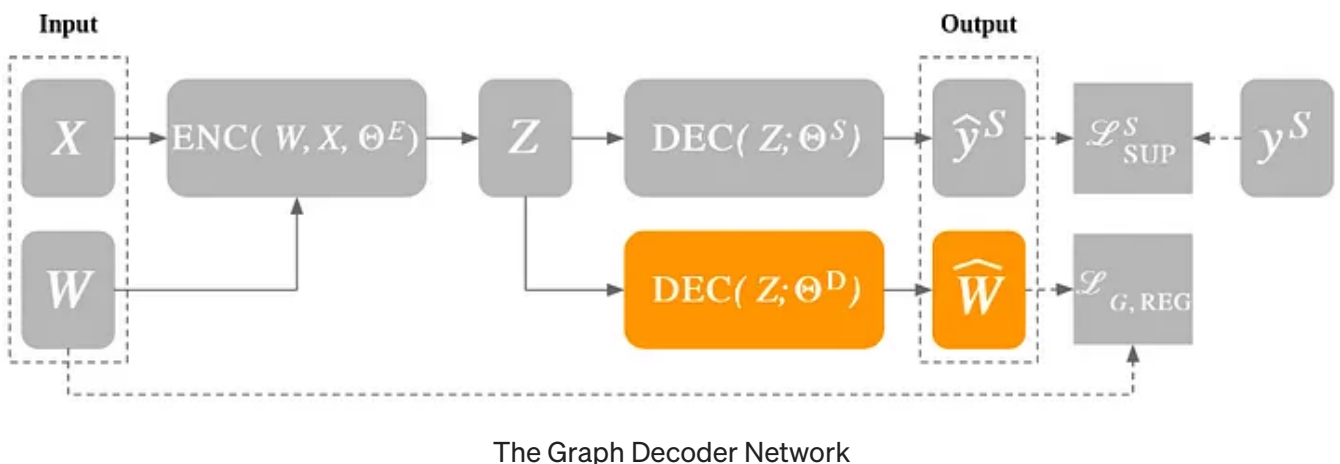 Input Output
X ENC( W, X, Θ^E) Z DEC( Z; Θ^S) ŷ^S ℒ^S_SUP y^S
W DEC( Z; Θ^D) Ŵ ℒ_G, REG
The Graph Decoder Network